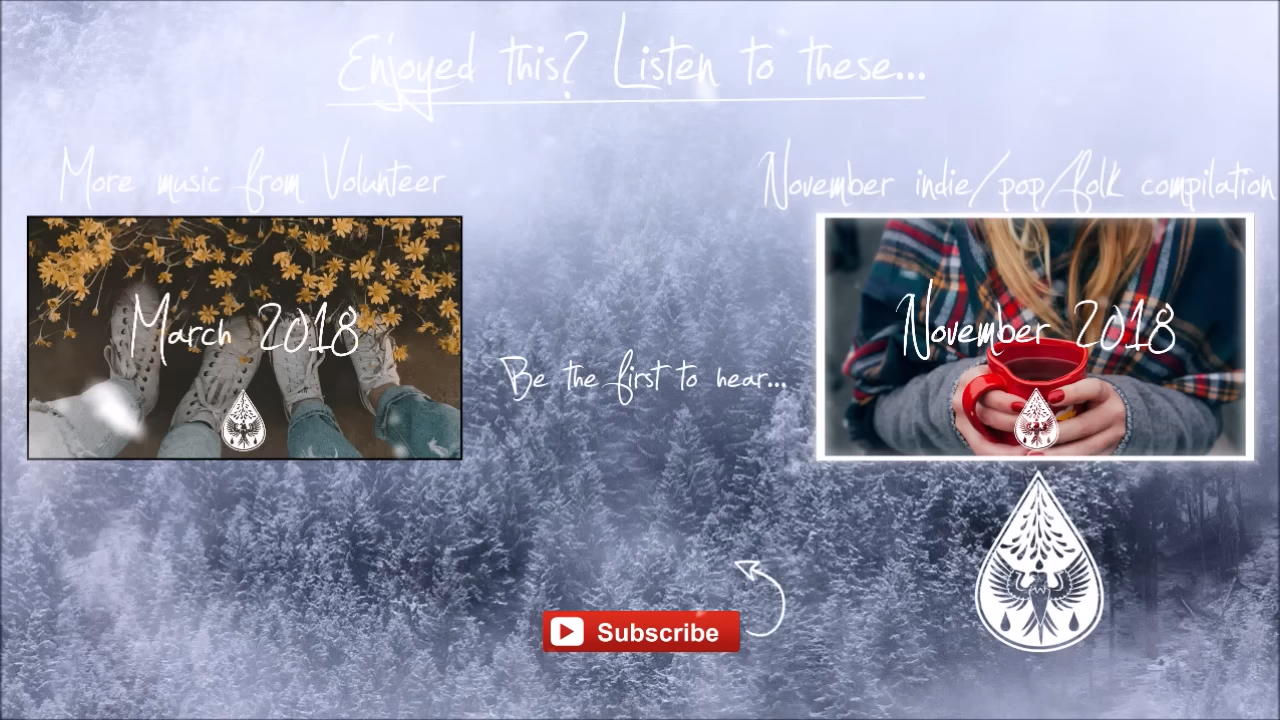 Enjoyed this? Listen to these...
More music from Volunteer
November indie/pop/folk compilation
March 2018
November 2018
Be the first to hear...
Subscribe